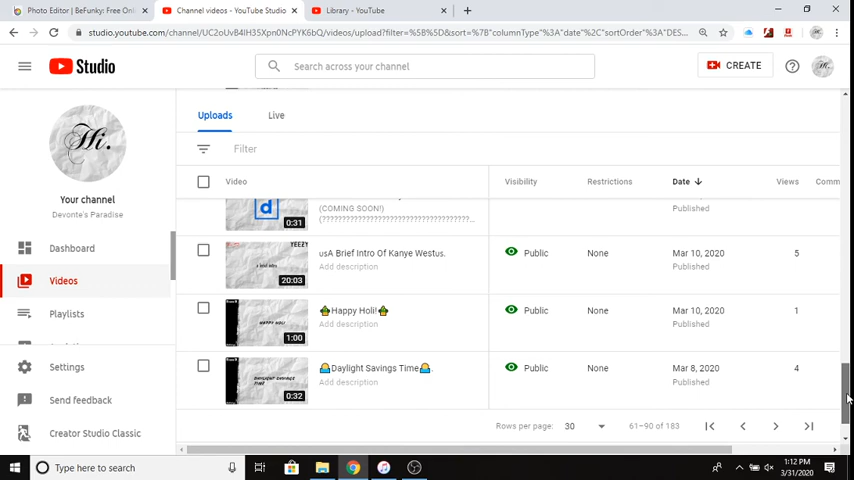 Photo Editor | BeFunky: Free Onl
Channel videos - YouTube Studio
Library - YouTube
studio.youtube.com/channel/UC2oUvB4IH35Xpn0NcPYK6bQ/videos/upload?filter=%5B%5D&sort=%7B"columnType"%3A"date"%2C"sortOrder"%3A"DES...
Studio
Search across your channel
CREATE
Hi.
Your channel
Devonte's Paradise
Dashboard
Videos
Playlists
Settings
Send feedback
Creator Studio Classic
Uploads
Live
Filter
Video
Visibility
Restrictions
Date
Views
Comm
d
0:31
(COMING SOON!)
Published
YEEZY
20:03
usA Brief Intro Of Kanye Westus.
Add description
Public
None
Mar 10, 2020
Published
5
HAPPY HOLI
1:00
Happy Holi!
Add description
Public
None
Mar 10, 2020
Published
1
DAYLIGHT SAVINGS TIME
0:32
Daylight Savings Time.
Add description
Public
None
Mar 8, 2020
Published
4
Rows per page: 30
61–90 of 183
Type here to search
1:12 PM
3/31/2020